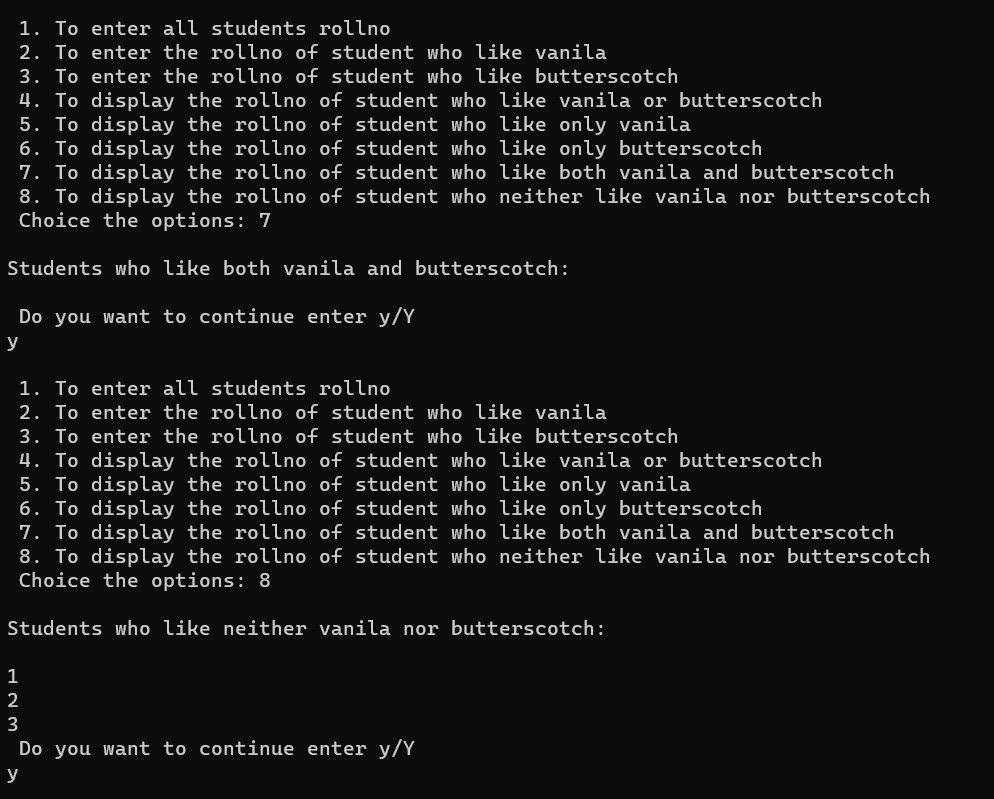 1. To enter all students rollno
2. To enter the rollno of student who like vanila
3. To enter the rollno of student who like butterscotch
4. To display the rollno of student who like vanila or butterscotch
5. To display the rollno of student who like only vanila
6. To display the rollno of student who like only butterscotch
7. To display the rollno of student who like both vanila and butterscotch
8. To display the rollno of student who neither like vanila nor butterscotch
Choice the options: 7
Students who like both vanila and butterscotch:
Do you want to continue enter y/Y
y
1. To enter all students rollno
2. To enter the rollno of student who like vanila
3. To enter the rollno of student who like butterscotch
4. To display the rollno of student who like vanila or butterscotch
5. To display the rollno of student who like only vanila
6. To display the rollno of student who like only butterscotch
7. To display the rollno of student who like both vanila and butterscotch
8. To display the rollno of student who neither like vanila nor butterscotch
Choice the options: 8
Students who like neither vanila nor butterscotch:
1
2
3
Do you want to continue enter y/Y
y